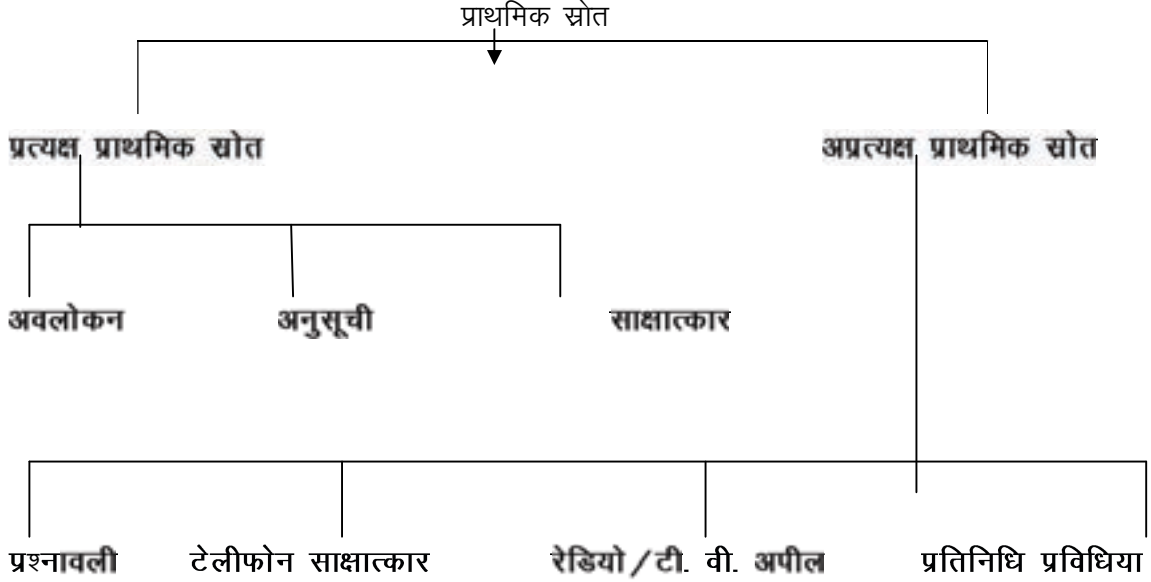 प्राथमिक स्रोत
प्रत्यक्ष प्राथमिक स्रोत अप्रत्यक्ष प्राथमिक स्रोत
अवलोकन अनुसूची साक्षात्कार
प्रश्नावली टेलीफोन साक्षात्कार रेडियो/टी. वी. अपील प्रतिनिधि प्रविधिया